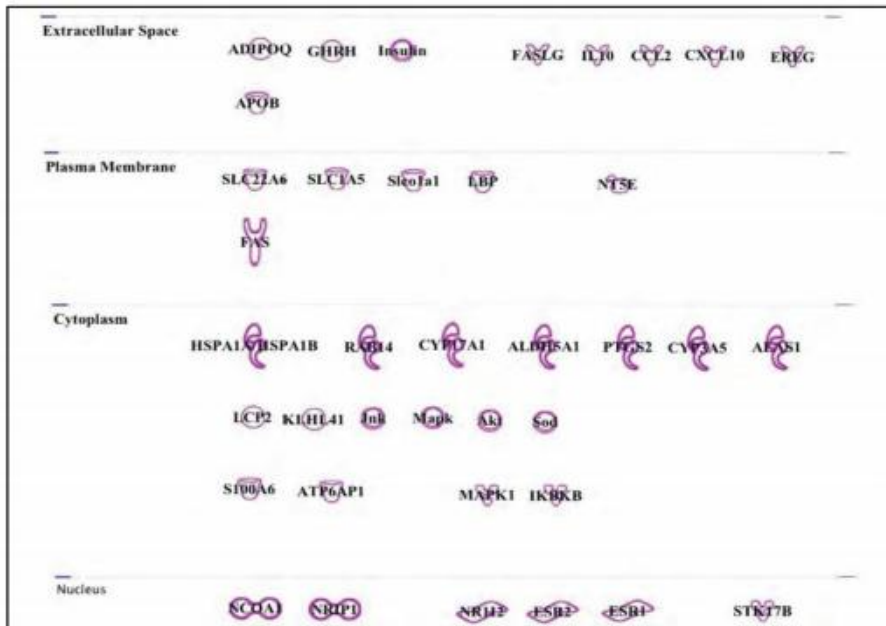 Extracellular Space
ADIPOQ GHRH Insulin FASLG IL10 CCL2 CXCL10 EREG
APOB
Plasma Membrane
SLC22A6 SLC1A5 Slco1a1 LBP NT5E
FAS
Cytoplasm
HSPA1A/HSPA1B RAB14 CYP17A1 ALDH5A1 PTGS2 CYP3A5 ALAS1
LCP2 KLHL41 Jnk Mapk Akt Sod
S100A6 ATP6AP1 MAPK1 IKBKB
Nucleus
NCOA1 NRIP1 NR1I2 ESR2 ESR1 STK17B